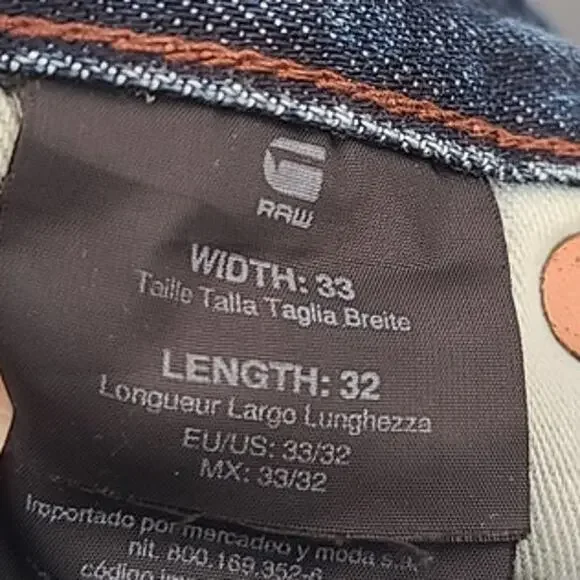 RAW
WIDTH: 33
Taille Talla Taglia Breite
LENGTH: 32
Longueur Largo Lunghezza
EU/US: 33/32
MX: 33/32
Importado por mercadeo y moda s.a.
nit. 800.169.352-6
código